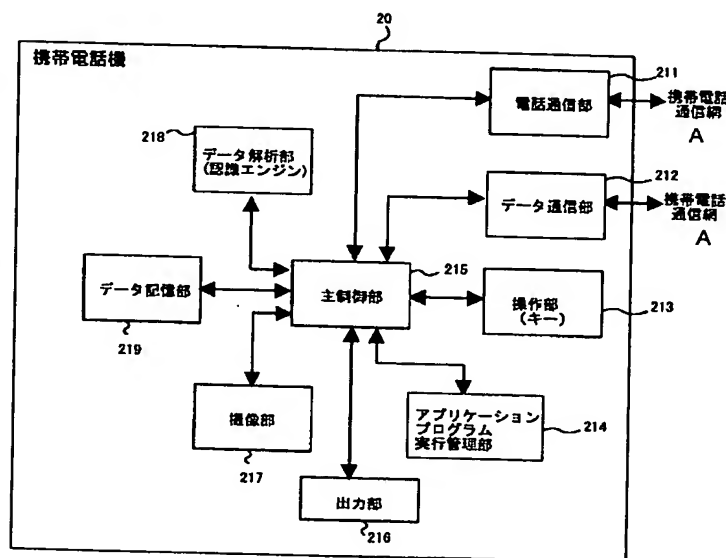 20
携帯電話機
211
電話通信部
携帯電話
通信網
A
218
データ解析部
(認識エンジン)
212
データ通信部
携帯電話
通信網
A
215
主制御部
データ記憶部
219
操作部
(キー)
213
撮像部
217
アプリケーション
プログラム
実行管理部
214
出力部
216